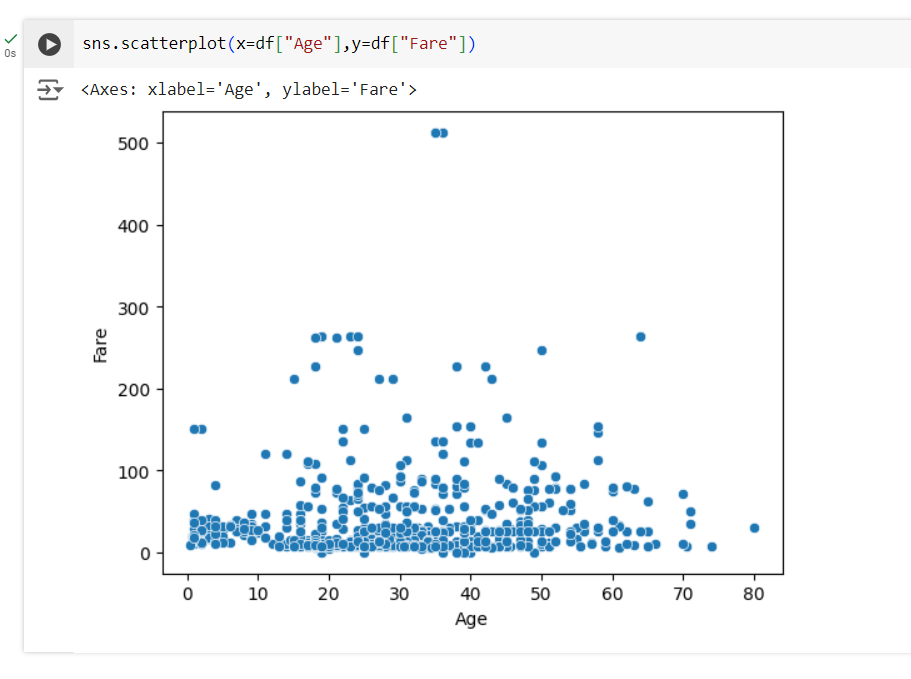 sns.scatterplot(x=df["Age"],y=df["Fare"])
0s
<Axes: xlabel='Age', ylabel='Fare'>
500
400
300
200
100
0
Fare
0 10 20 30 40 50 60 70 80
Age